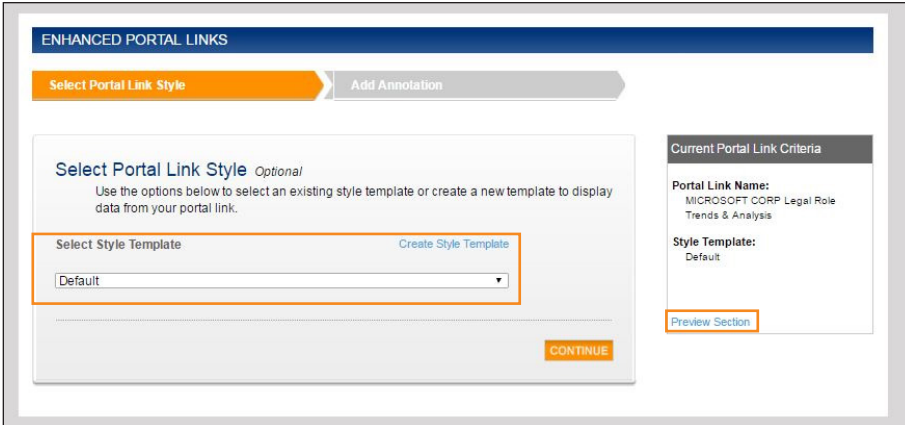 ENHANCED PORTAL LINKS
Select Portal Link Style
Add Annotation
Select Portal Link Style Optional
Use the options below to select an existing style template or create a new template to display
data from your portal link.
Select Style Template
Create Style Template
Default
CONTINUE
Current Portal Link Criteria
Portal Link Name:
MICROSOFT CORP Legal Role
Trends & Analysis
Style Template:
Default
Preview Section